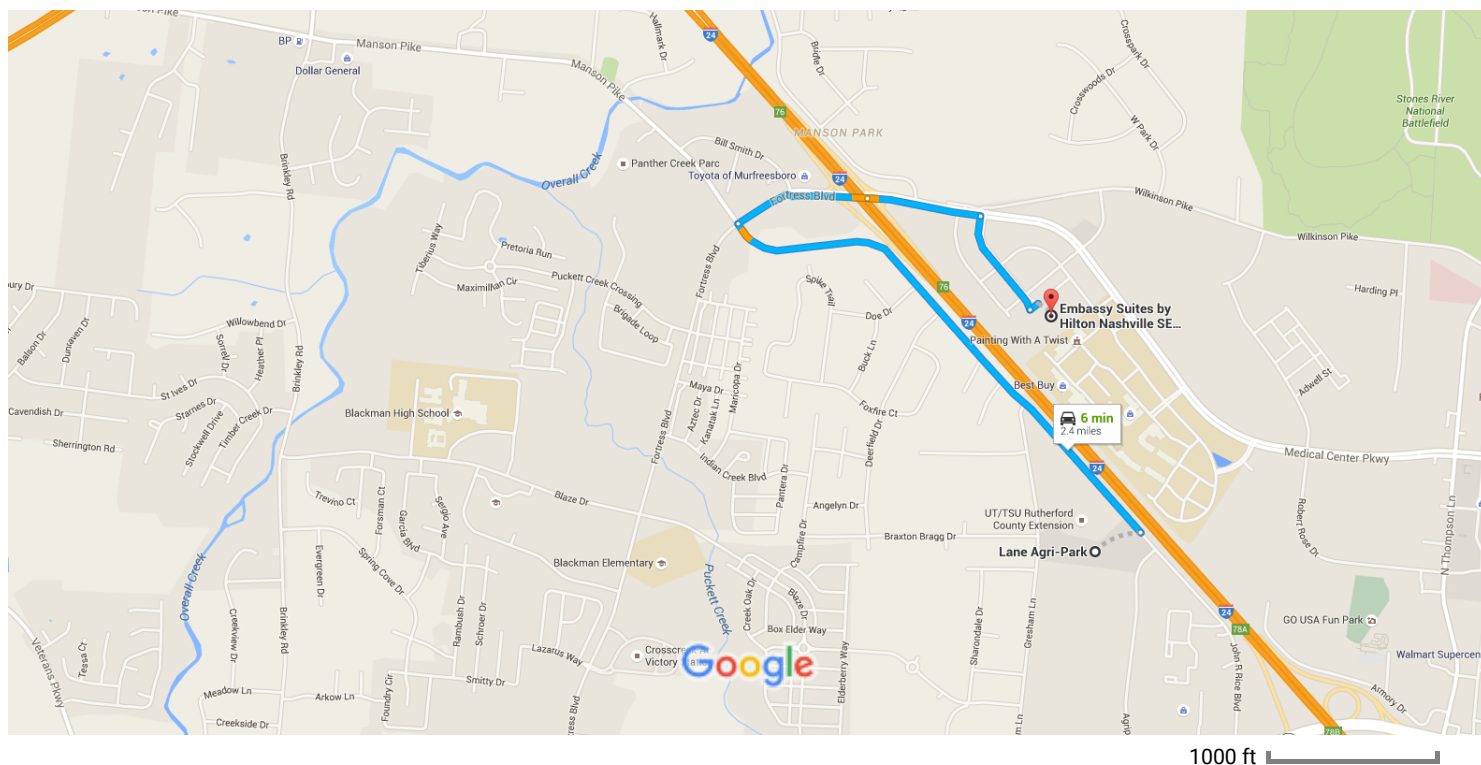 Manson Pike
24
Hallmark Dr
BP
Manson Pike
Dollar General
Bridle Dr
Crosspark Dr
Crosswoods Dr
Manson Pike
Stones River
National
Battlefield
76
MANSON PARK
W Park Dr
Bill Smith Dr
Panther Creek Parc
Overall Creek
Toyota of Murfreesboro
24
Brinkley Rd
Fortress Blvd
Wilkinson Pike
Wilkinson Pike
Tiberius Way
Pretoria Run
Puckett Creek Crossing
Maximillian Cir
Fortress Blvd
Spike Trail
76
Harding Pl
Brigade Loop
Doe Dr
Embassy Suites by
Hilton Nashville SE...
24
Willowbend Dr
Painting With A Twist
Balson Dr
Dunraven Dr
Sorrell Dr
Heather Pl
Buck Ln
Adwell St
St Ives Dr
Brinkley Rd
Maya Dr
Maricopa Dr
Best Buy
Starnes Dr
Cavendish Dr
Blackman High School
Aztec Dr
Kanatak Ln
Foxfire Ct
6 min
2.4 miles
Stockwell Drive
Timber Creek Dr
Fortress Blvd
Deerfield Dr
Sherrington Rd
Indian Creek Blvd
Medical Center Pkwy
24
Pantera Dr
Trevino Ct
Forsman Ct
Sergio Ave
Blaze Dr
Angelyn Dr
Garcia Blvd
UT/TSU Rutherford
County Extension
Robert Rose Dr
N Thompson Ln
Braxton Bragg Dr
Campfire Dr
Lane Agri-Park
Evergreen Dr
Spring Cove Dr
Blackman Elementary
Overall Creek
Puckett Creek
Creek Oak Dr
Blaze Dr
Creekview Dr
Brinkley Rd
Rambush Dr
Schroer Dr
Sharondale Dr
Gresham Ln
24
GO USA Fun Park
78A
Box Elder Way
Veterans Pkwy
Tessa Ct
Lazarus Way
Victory
Google
Elderberry Way
John R Rice Blvd
Walmart Supercen
Smitty Dr
Meadow Ln
Arkow Ln
Foundry Cir
Armory Dr
Creekside Dr
78B
1000 ft